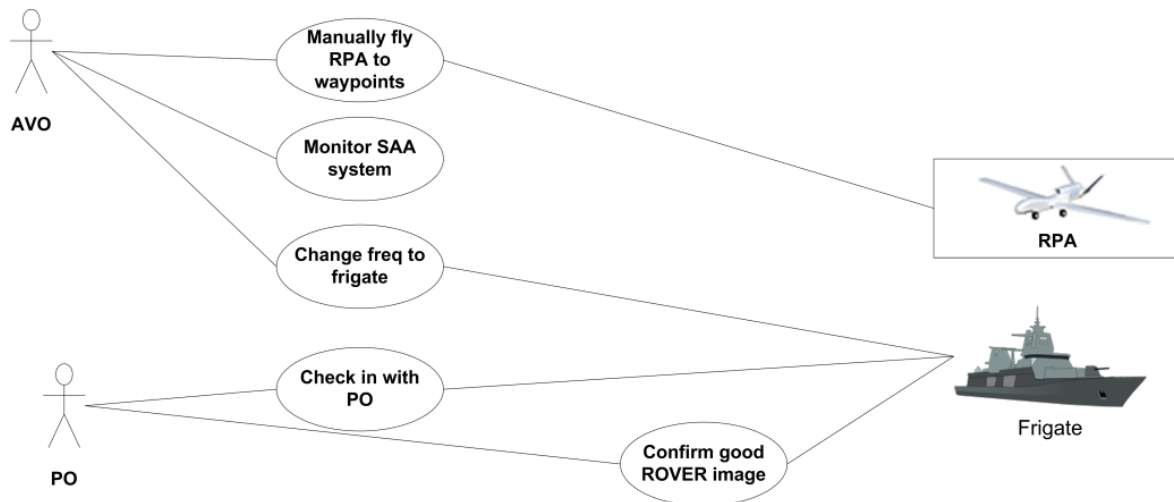 Manually fly
RPA to
waypoints
AVO
Monitor SAA
system
RPA
Change freq to
frigate
Check in with
PO
Frigate
Confirm good
ROVER image
PO